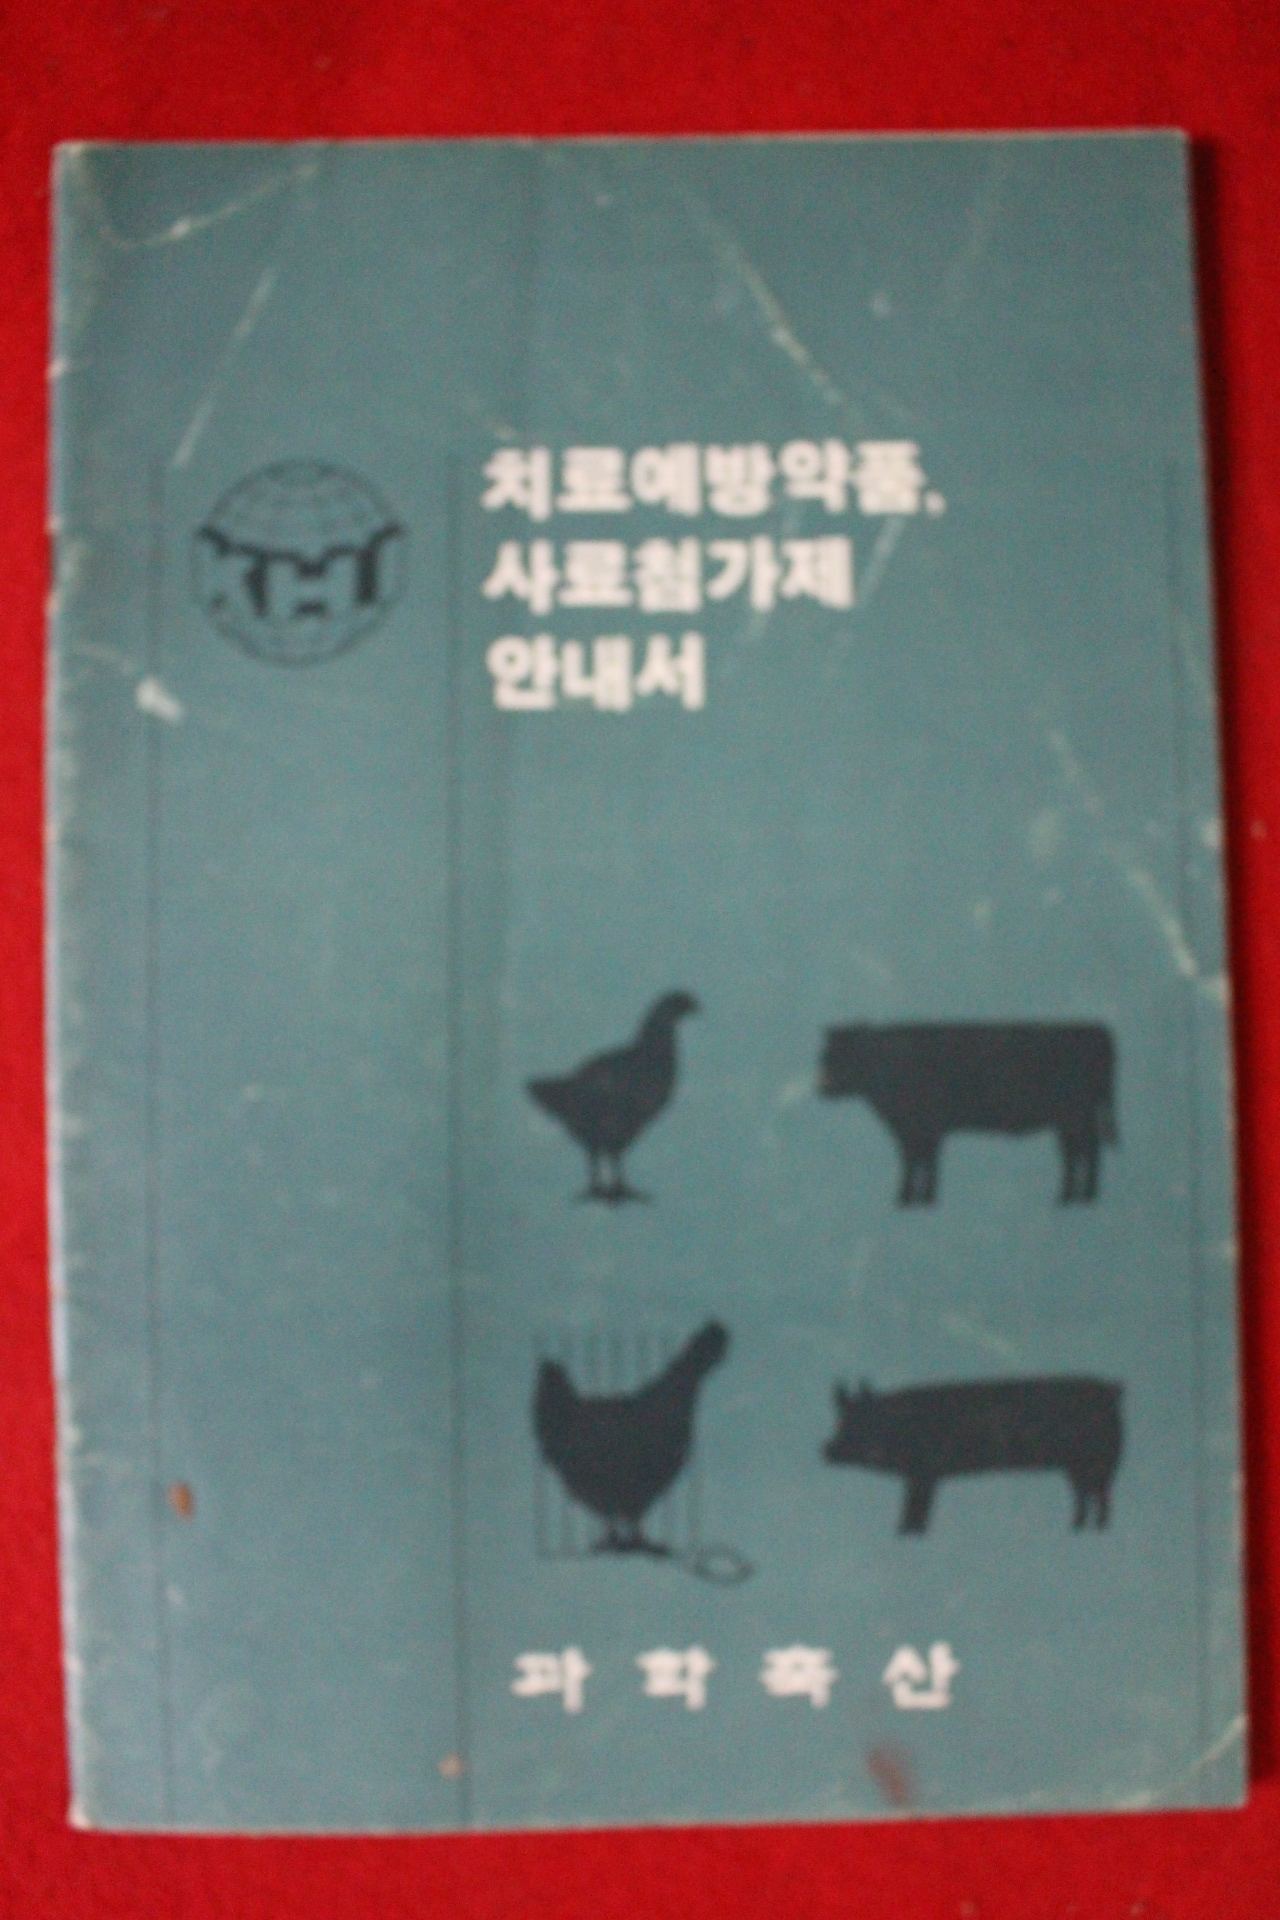 치료예방약품,
사료첨가제
안내서
과학축산